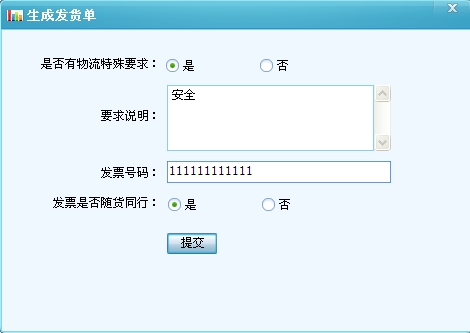 生成发货单
是否有物流特殊要求： 是 否
要求说明： 安全
发票号码： 111111111111
发票是否随货同行： 是 否
提交